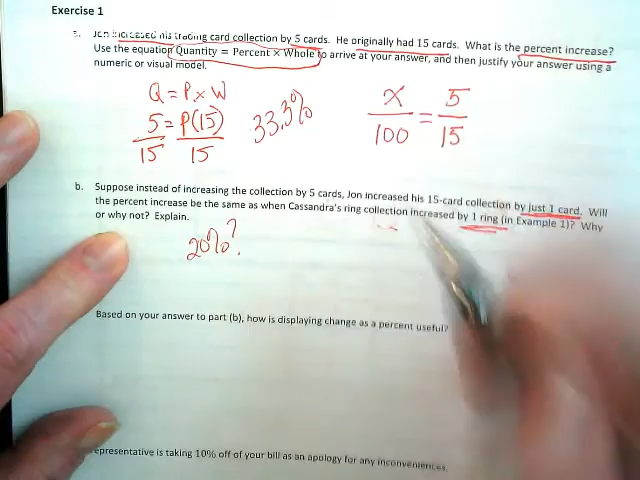 Exercise 1
Jon increased his trading card collection by 5 cards. He originally had 15 cards. What is the percent increase?
Use the equation Quantity = Percent × Whole to arrive at your answer, and then justify your answer using a
numeric or visual model.
Q = P × W
5 = P(15)
15 15
33.3%
x/100 = 5/15
b. Suppose instead of increasing the collection by 5 cards, Jon increased his 15-card collection by just 1 card. Will
the percent increase be the same as when Cassandra's ring collection increased by 1 ring (in Example 1)? Why
or why not? Explain.
20%?
Based on your answer to part (b), how is displaying change as a percent useful?
representative is taking 10% off of your bill as an apology for any inconveniences.